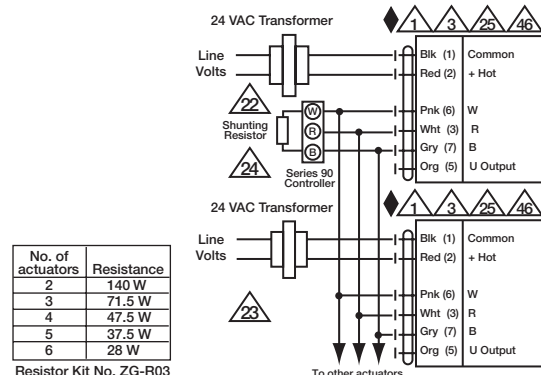 24 VAC Transformer
1 3 25 46
Line
Volts
Blk (1) Common
Red (2) + Hot
22
Shunting
Resistor
24
W
R
B
Series 90
Controller
Pnk (6) W
Wht (3) R
Gry (7) B
Org (5) U Output
24 VAC Transformer
1 3 25 46
Line
Volts
Blk (1) Common
Red (2) + Hot
23
Pnk (6) W
Wht (3) R
Gry (7) B
Org (5) U Output
To other actuators
No. of
actuators Resistance
2 140 W
3 71.5 W
4 47.5 W
5 37.5 W
6 28 W
Resistor Kit No. ZG-R03